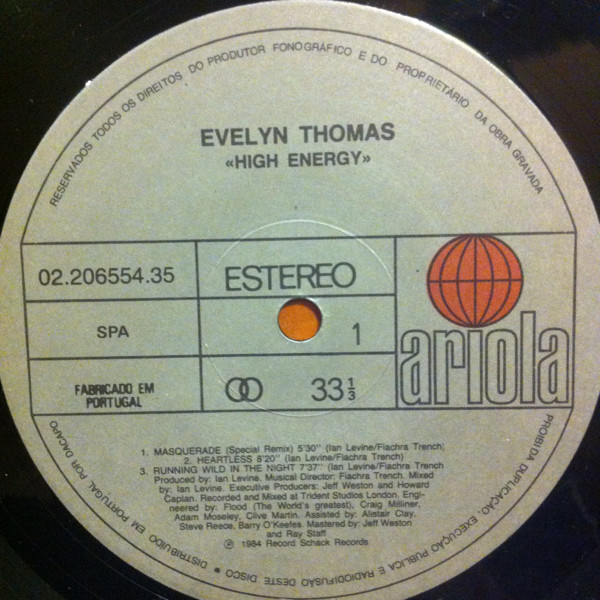 RESERVADOS TODOS OS DIREITOS DO PRODUTOR FONOGRÁFICO E DO PROPRIETÁRIO DA OBRA GRAVADA
EVELYN THOMAS
«HIGH ENERGY»
02.206554.35
ESTEREO
SPA
1
FABRICADO EM
PORTUGAL
33⅓
ariola
1. MASQUERADE (Special Remix) 5'30'' (Ian Levine/Fiachra Trench)
2. HEARTLESS 8'20'' (Ian Levine/Fiachra Trench)
3. RUNNING WILD IN THE NIGHT 7'37'' (Ian Levine/Fiachra Trench
Produced by: Ian Levine. Musical Director: Fiachra Trench. Mixed
by: Ian Levine. Executive Producers: Jeff Weston and Howard
Caplan. Recorded and Mixed at Trident Studios London. Engi-
neered by: Flood (The World's greatest), Craig Milliner,
Adam Moseley, Clive Martin. Assisted by: Alistair Clay,
Steve Reece, Barry O'Keefes. Mastered by: Jeff Weston
and Ray Staff
℗ 1984 Record Schack Records
PROIBIDA DUPLICAÇÃO, EXECUÇÃO PÚBLICA E RADIODIFUSÃO DESTE DISCO • DISTRIBUÍDO EM PORTUGAL POR DACAPO